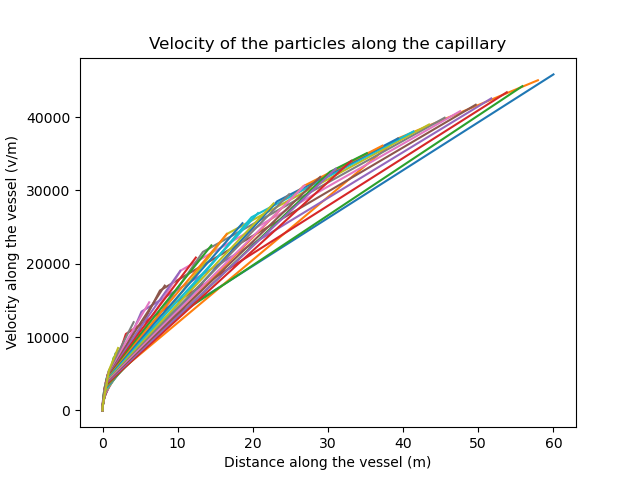 Velocity of the particles along the capillary
Velocity along the vessel (v/m)
40000
30000
20000
10000
0
0 10 20 30 40 50 60
Distance along the vessel (m)